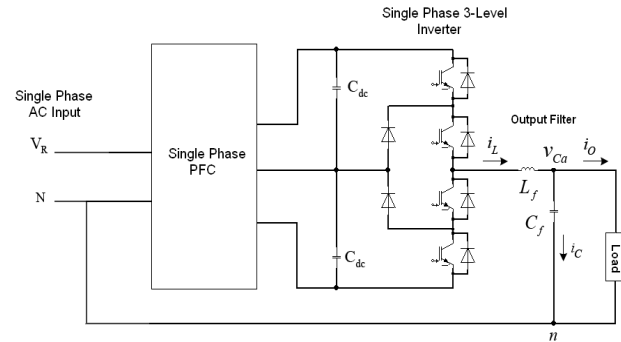 Single Phase 3-Level
Inverter
C_dc
Single Phase
AC Input
Output Filter
V_R
i_L
v_Ca
i_O
Single Phase
PFC
N
L_f
C_f
C_dc
i_C
Load
n